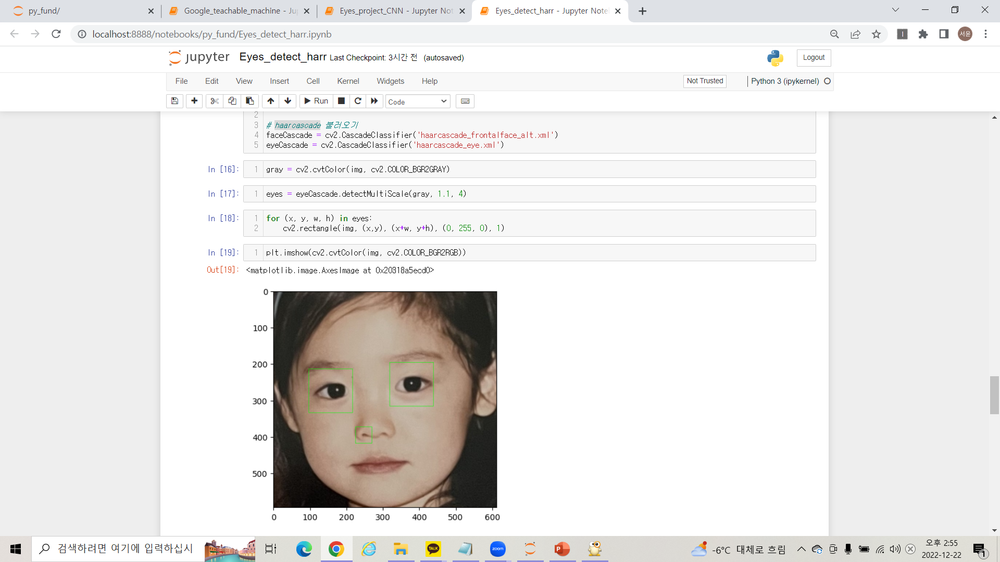 py_fund/
Google_teachable_machine - Ju
Eyes_project_CNN - Jupyter Not
Eyes_detect_harr - Jupyter Note
localhost:8888/notebooks/py_fund/Eyes_detect_harr.ipynb
서윤
jupyter Eyes_detect_harr Last Checkpoint: 3시간 전 (autosaved)
Logout
File Edit View Insert Cell Kernel Widgets Help
Not Trusted
Python 3 (ipykernel)
Run
Code
2
3 # haarcascade 불러오기
4 faceCascade = cv2.CascadeClassifier('haarcascade_frontalface_alt.xml')
5 eyeCascade = cv2.CascadeClassifier('haarcascade_eye.xml')
In [16]: 1 gray = cv2.cvtColor(img, cv2.COLOR_BGR2GRAY)
In [17]: 1 eyes = eyeCascade.detectMultiScale(gray, 1.1, 4)
In [18]: 1 for (x, y, w, h) in eyes:
2 cv2.rectangle(img, (x,y), (x+w, y+h), (0, 255, 0), 1)
In [19]: 1 plt.imshow(cv2.cvtColor(img, cv2.COLOR_BGR2RGB))
Out[19]: <matplotlib.image.AxesImage at 0x20318a5ecd0>
0
100
200
300
400
500
0 100 200 300 400 500 600
검색하려면 여기에 입력하십시
TALK
zoom
P
-6°C 대체로 흐림
오후 2:55
2022-12-22
1